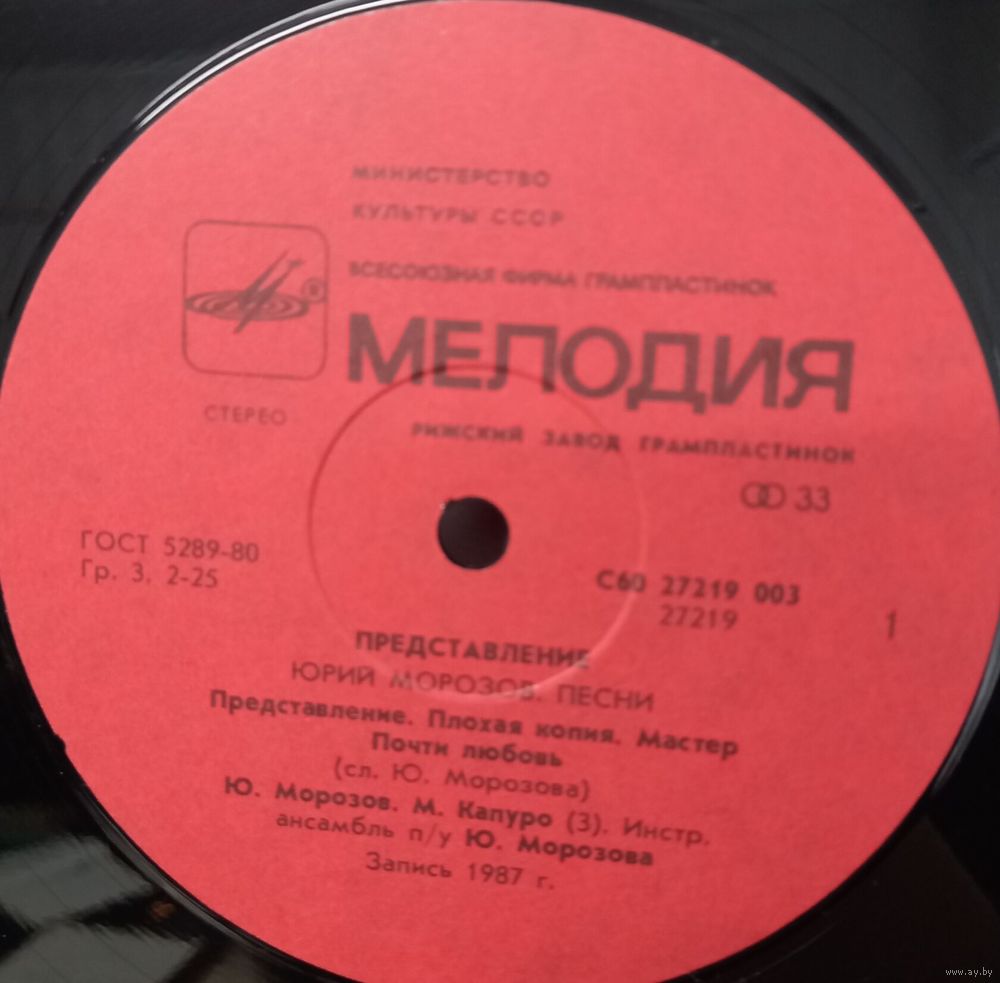 МИНИСТЕРСТВО
КУЛЬТУРЫ СССР
ВСЕСОЮЗНАЯ ФИРМА ГРАМПЛАСТИНОК
МЕЛОДИЯ
СТЕРЕО
РИЖСКИЙ ЗАВОД ГРАМПЛАСТИНОК
33
ГОСТ 5289-80
Гр. 3. 2-25
С60 27219 003
27219
1
ПРЕДСТАВЛЕНИЕ
ЮРИЙ МОРОЗОВ. ПЕСНИ
Представление. Плохая копия. Мастер
Почти любовь
(сл. Ю. Морозова)
Ю. Морозов. М. Капуро (3). Инстр.
ансамбль п/у Ю. Морозова
Запись 1987 г.
www.ay.by